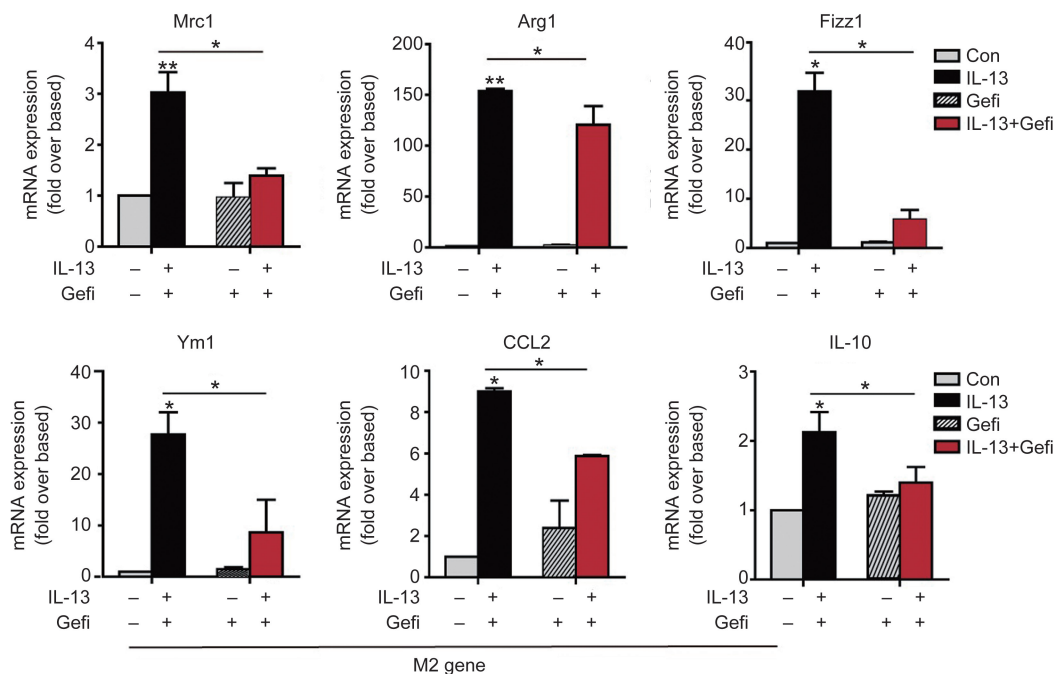 Mrc1
mRNA expression
(fold over based)
4
3
2
1
0
**
*
IL-13 – + – +
Gefi – + + +
Arg1
mRNA expression
(fold over based)
200
150
100
50
0
**
*
IL-13 – + – +
Gefi – + + +
Fizz1
mRNA expression
(fold over based)
40
30
20
10
0
*
*
IL-13 – + – +
Gefi – + + +
Con
IL-13
Gefi
IL-13+Gefi
Ym1
mRNA expression
(fold over based)
40
30
20
10
0
*
*
IL-13 – + – +
Gefi – + + +
CCL2
mRNA expression
(fold over based)
10
8
6
4
2
0
*
*
IL-13 – + – +
Gefi – + + +
IL-10
mRNA expression
(fold over based)
3
2
1
0
*
*
IL-13 – + – +
Gefi – + + +
Con
IL-13
Gefi
IL-13+Gefi
M2 gene